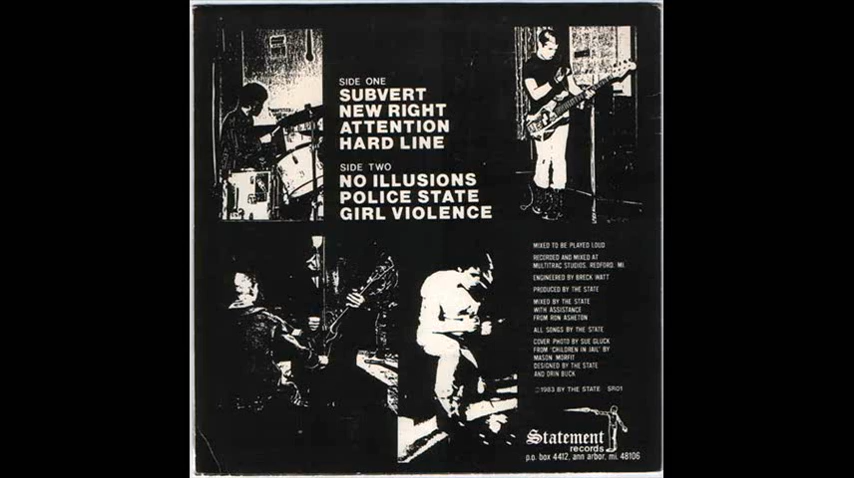 SIDE ONE
SUBVERT
NEW RIGHT
ATTENTION
HARD LINE
SIDE TWO
NO ILLUSIONS
POLICE STATE
GIRL VIOLENCE
MIXED TO BE PLAYED LOUD
RECORDED AND MIXED AT
MULTITRAC STUDIOS, REDFORD, MI.
ENGINEERED BY BRECK WATT
PRODUCED BY THE STATE
MIXED BY THE STATE
WITH ASSISTANCE
FROM RON ASHETON
ALL SONGS BY THE STATE
COVER PHOTO BY SUE GLUCK
FROM 'CHILDREN IN JAIL' BY
MASON MORFIT
DESIGNED BY THE STATE
AND DRIN BUCK
©1983 BY THE STATE SR01
Statement
records
p.o. box 4412, ann arbor, mi. 48106